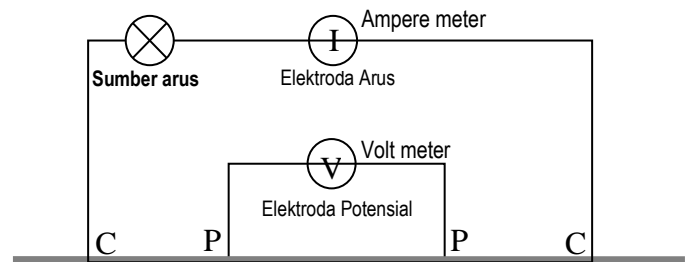 Ampere meter
I
Sumber arus
Elektroda Arus
Volt meter
V
Elektroda Potensial
C P P C